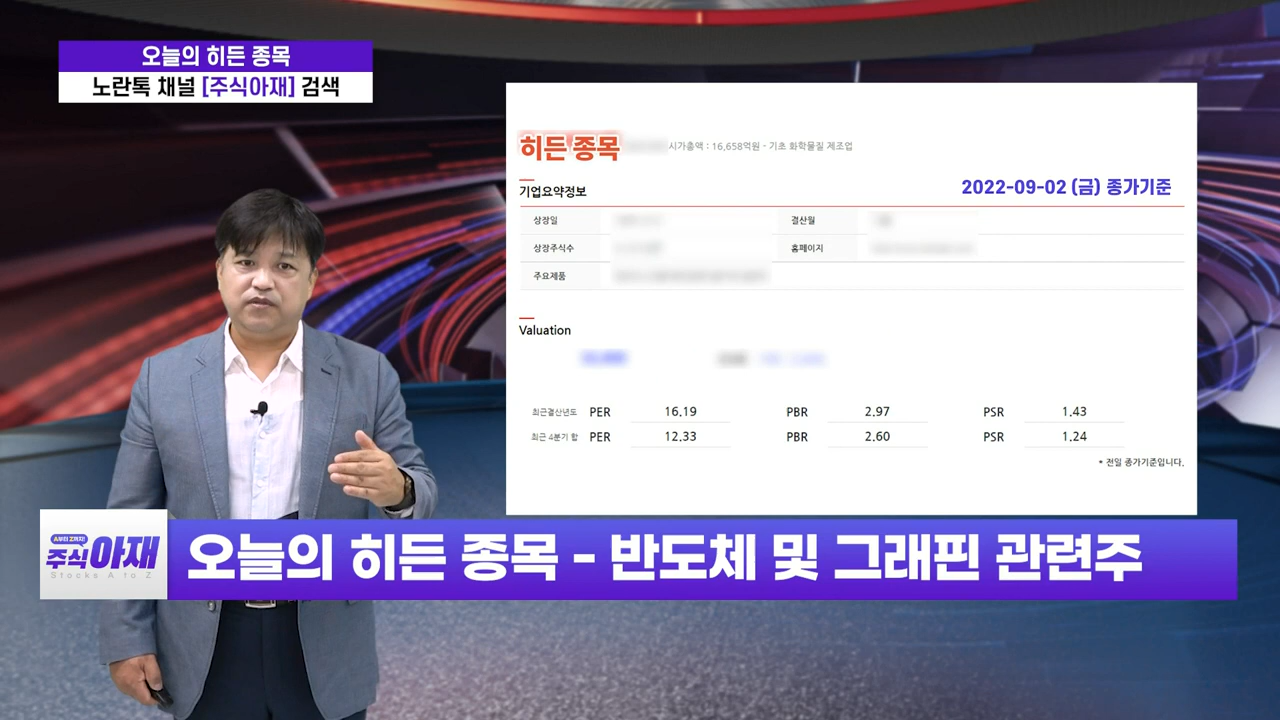 오늘의 히든 종목
노란톡 채널 [주식아재] 검색
히든 종목 시가총액 : 16,658억원 - 기초 화학물질 제조업
기업요약정보 2022-09-02 (금) 종가기준
상장일 결산월
상장주식수 홈페이지
주요제품
Valuation
최근결산년도 PER 16.19 PBR 2.97 PSR 1.43
최근 4분기 합 PER 12.33 PBR 2.60 PSR 1.24
* 전일 종가기준입니다.
A부터 Z까지!
주식아재
Stocks A to Z
오늘의 히든 종목 - 반도체 및 그래핀 관련주